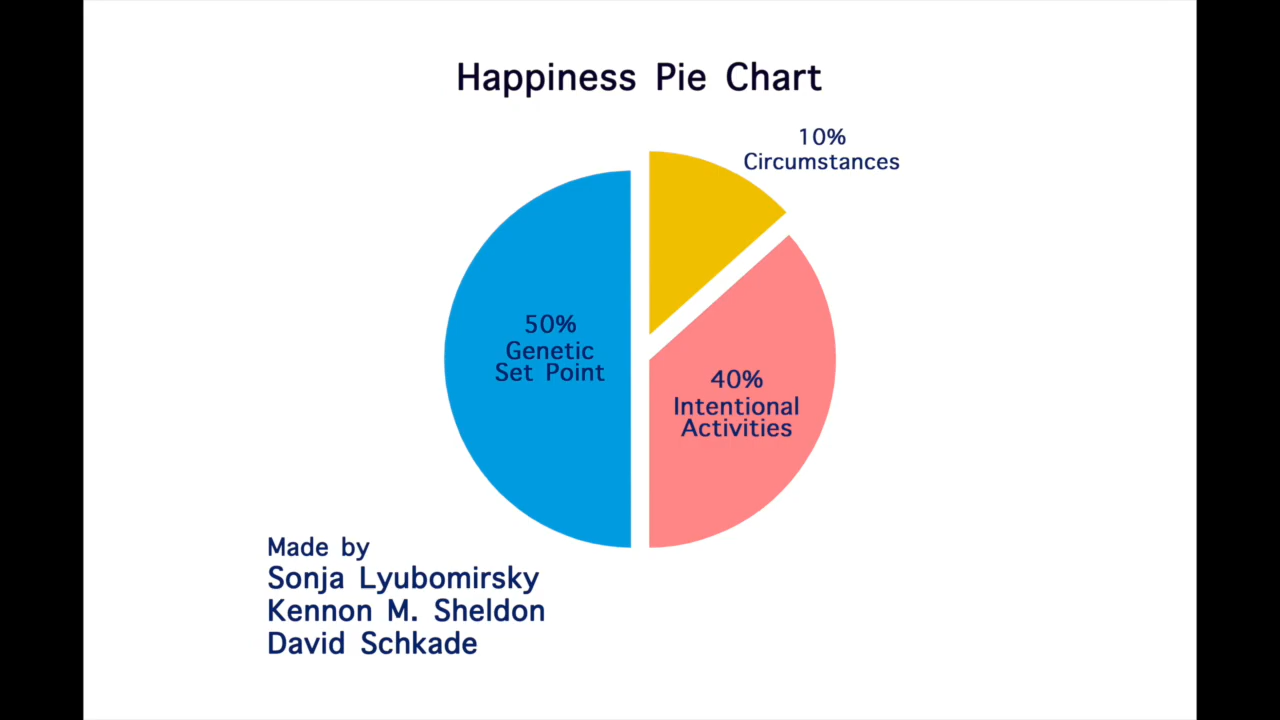 Happiness Pie Chart
10%
Circumstances
50%
Genetic
Set Point
40%
Intentional
Activities
Made by
Sonja Lyubomirsky
Kennon M. Sheldon
David Schkade